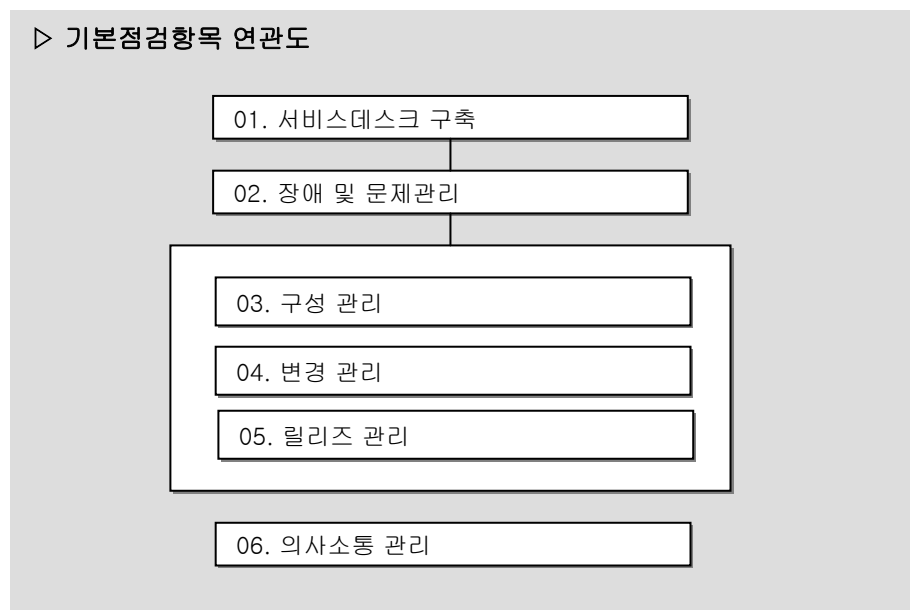 ▷ 기본점검항목 연관도
01. 서비스데스크 구축
02. 장애 및 문제관리
03. 구성 관리
04. 변경 관리
05. 릴리즈 관리
06. 의사소통 관리